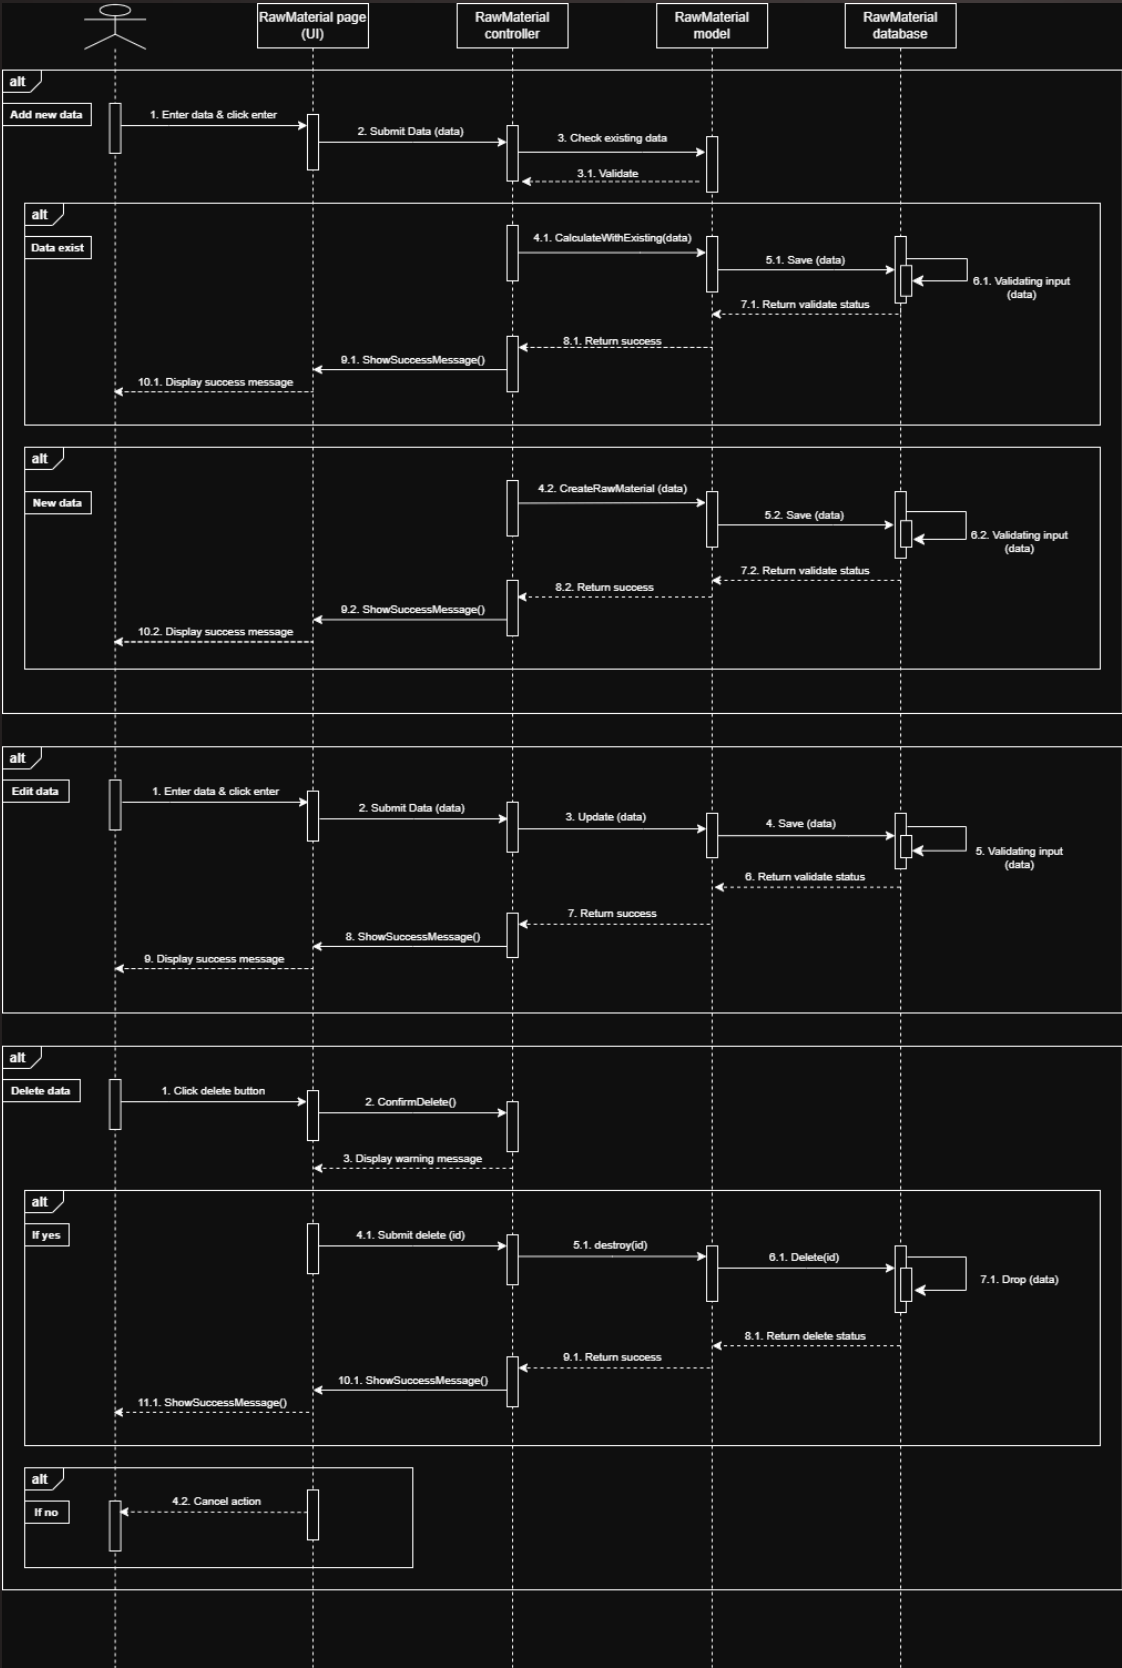 RawMaterial page
(UI)
RawMaterial
controller
RawMaterial
model
RawMaterial
database
alt
Add new data
1. Enter data & click enter
2. Submit Data (data)
3. Check existing data
3.1. Validate
alt
Data exist
4.1. CalculateWithExisting(data)
5.1. Save (data)
6.1. Validating input
(data)
7.1. Return validate status
8.1. Return success
9.1. ShowSuccessMessage()
10.1. Display success message
alt
New data
4.2. CreateRawMaterial (data)
5.2. Save (data)
6.2. Validating input
(data)
7.2. Return validate status
8.2. Return success
9.2. ShowSuccessMessage()
10.2. Display success message
alt
Edit data
1. Enter data & click enter
2. Submit Data (data)
3. Update (data)
4. Save (data)
5. Validating input
(data)
6. Return validate status
7. Return success
8. ShowSuccessMessage()
9. Display success message
alt
Delete data
1. Click delete button
2. ConfirmDelete()
3. Display warning message
alt
If yes
4.1. Submit delete (id)
5.1. destroy(id)
6.1. Delete(id)
7.1. Drop (data)
8.1. Return delete status
9.1. Return success
10.1. ShowSuccessMessage()
11.1. ShowSuccessMessage()
alt
If no
4.2. Cancel action